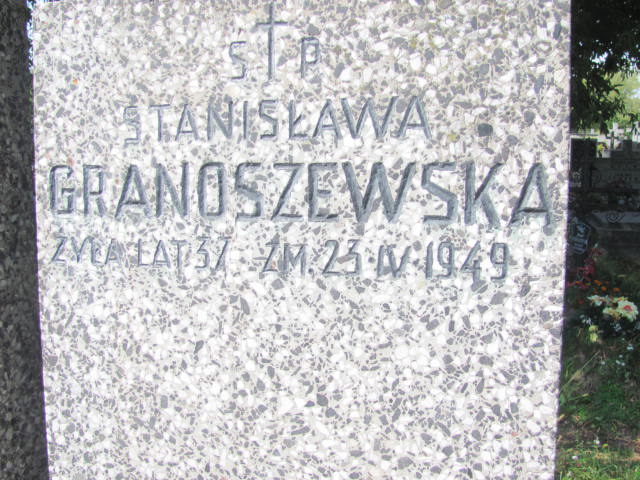 Ś P
STANISŁAWA
GRANOSZEWSKA
ŻYŁA LAT 37 ZM. 23 IV 1949